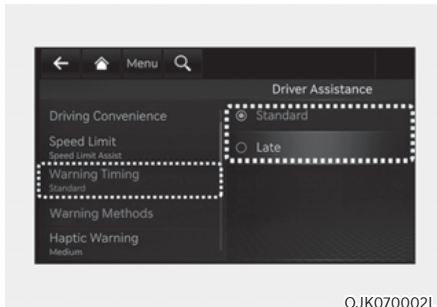 Menu
Driver Assistance
Driving Convenience
Speed Limit
Speed Limit Assist
Warning Timing
Standard
Warning Methods
Haptic Warning
Medium
Standard
Late
OJK070002L